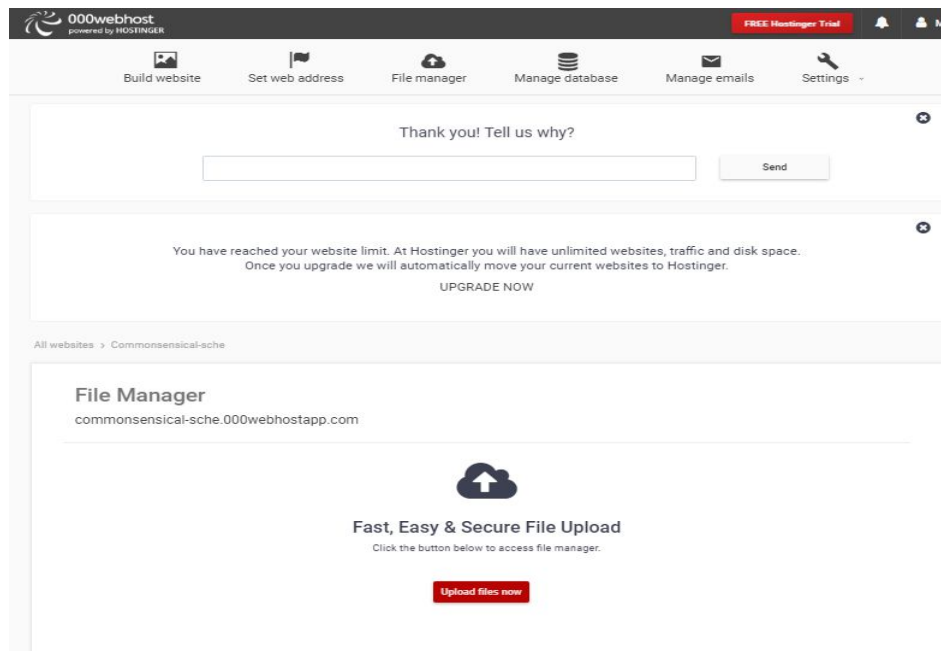 000webhost
powered by HOSTINGER
FREE Hostinger Trial
M
Build website
Set web address
File manager
Manage database
Manage emails
Settings
Thank you! Tell us why?
Send
You have reached your website limit. At Hostinger you will have unlimited websites, traffic and disk space.
Once you upgrade we will automatically move your current websites to Hostinger.
UPGRADE NOW
All websites > Commonsensical-sche
File Manager
commonsensical-sche.000webhostapp.com
Fast, Easy & Secure File Upload
Click the button below to access file manager.
Upload files now